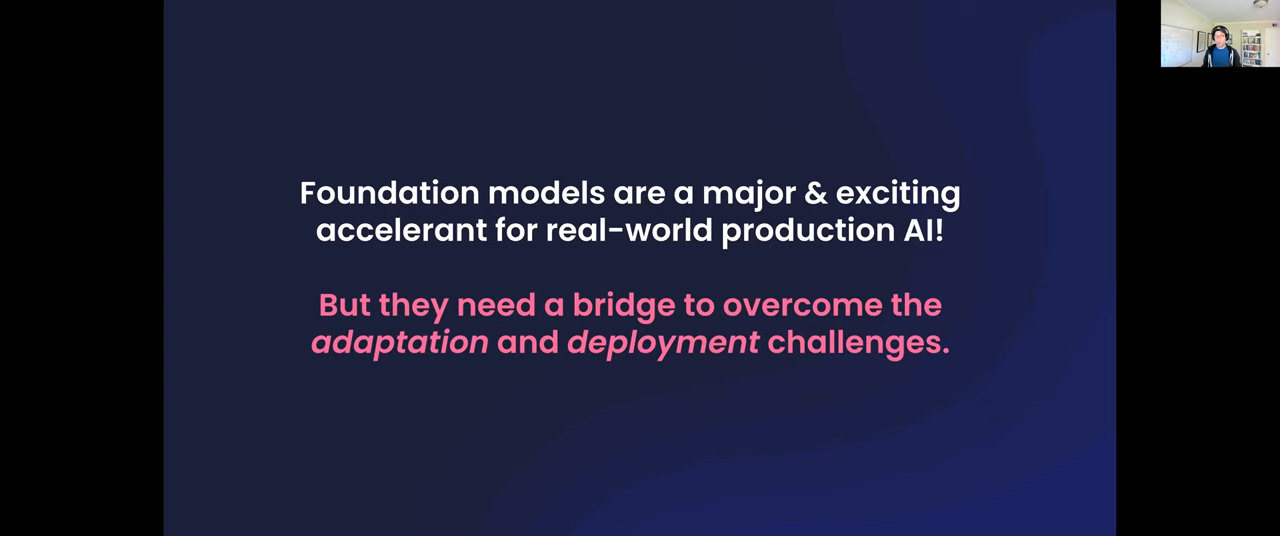 Foundation models are a major & exciting
accelerant for real-world production AI!
But they need a bridge to overcome the
adaptation and deployment challenges.